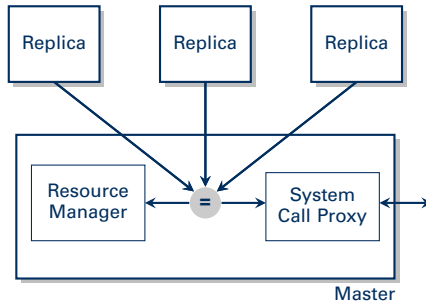 Replica
Replica
Replica
Resource
Manager
=
System
Call Proxy
Master